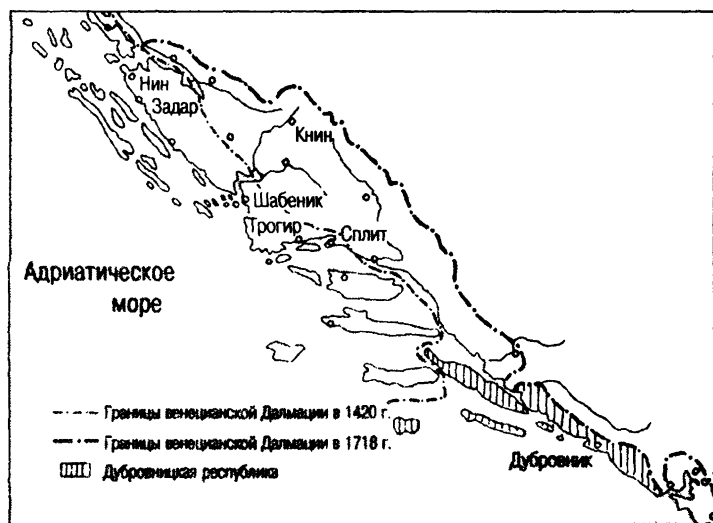 Нин
Задар
Книн
Шабеник
Трогир
Сплит
Адриатическое
море
Границы венецианской Далмации в 1420 г.
Границы венецианской Далмации в 1718 г.
Дубровницкая республика
Дубровник